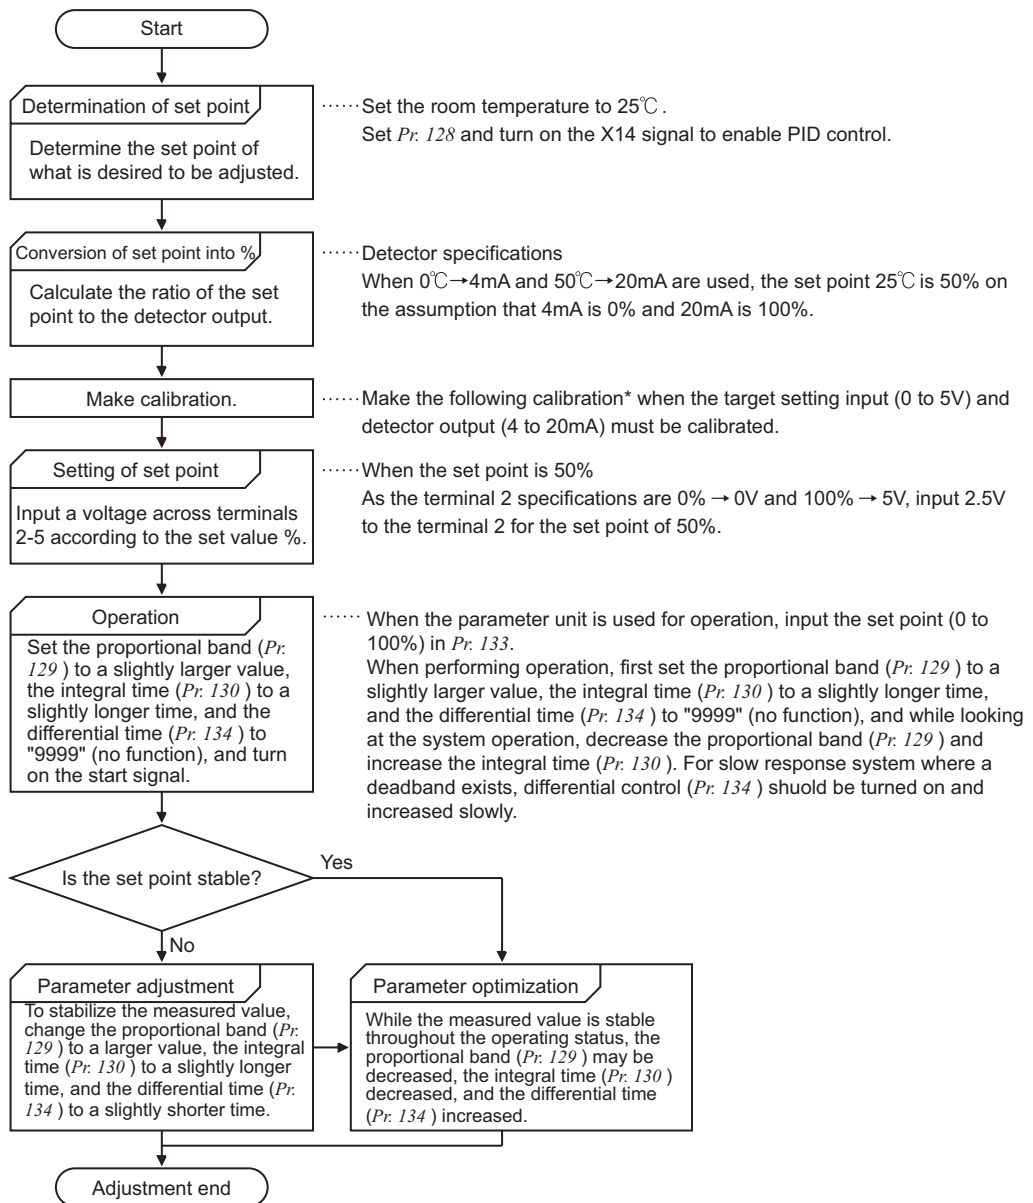 Start
Determination of set point
Determine the set point of
what is desired to be adjusted.
······Set the room temperature to 25℃ .
Set Pr. 128 and turn on the X14 signal to enable PID control.
Conversion of set point into %
Calculate the ratio of the set
point to the detector output.
······Detector specifications
When 0℃→4mA and 50℃→20mA are used, the set point 25℃ is 50% on
the assumption that 4mA is 0% and 20mA is 100%.
Make calibration.
······Make the following calibration* when the target setting input (0 to 5V) and
detector output (4 to 20mA) must be calibrated.
Setting of set point
Input a voltage across terminals
2-5 according to the set value %.
······When the set point is 50%
As the terminal 2 specifications are 0% → 0V and 100% → 5V, input 2.5V
to the terminal 2 for the set point of 50%.
Operation
Set the proportional band (Pr.
129 ) to a slightly larger value,
the integral time (Pr. 130 ) to a
slightly longer time, and the
differential time (Pr. 134 ) to
"9999" (no function), and turn
on the start signal.
······ When the parameter unit is used for operation, input the set point (0 to
100%) in Pr. 133.
When performing operation, first set the proportional band (Pr. 129 ) to a
slightly larger value, the integral time (Pr. 130 ) to a slightly longer time,
and the differential time (Pr. 134 ) to "9999" (no function), and while looking
at the system operation, decrease the proportional band (Pr. 129 ) and
increase the integral time (Pr. 130 ). For slow response system where a
deadband exists, differential control (Pr. 134 ) shuold be turned on and
increased slowly.
Is the set point stable?
Yes
No
Parameter adjustment
To stabilize the measured value,
change the proportional band (Pr.
129 ) to a larger value, the integral
time (Pr. 130 ) to a slightly longer
time, and the differential time (Pr.
134 ) to a slightly shorter time.
Parameter optimization
While the measured value is stable
throughout the operating status, the
proportional band (Pr. 129 ) may be
decreased, the integral time (Pr. 130 )
decreased, and the differential time
(Pr. 134 ) increased.
Adjustment end